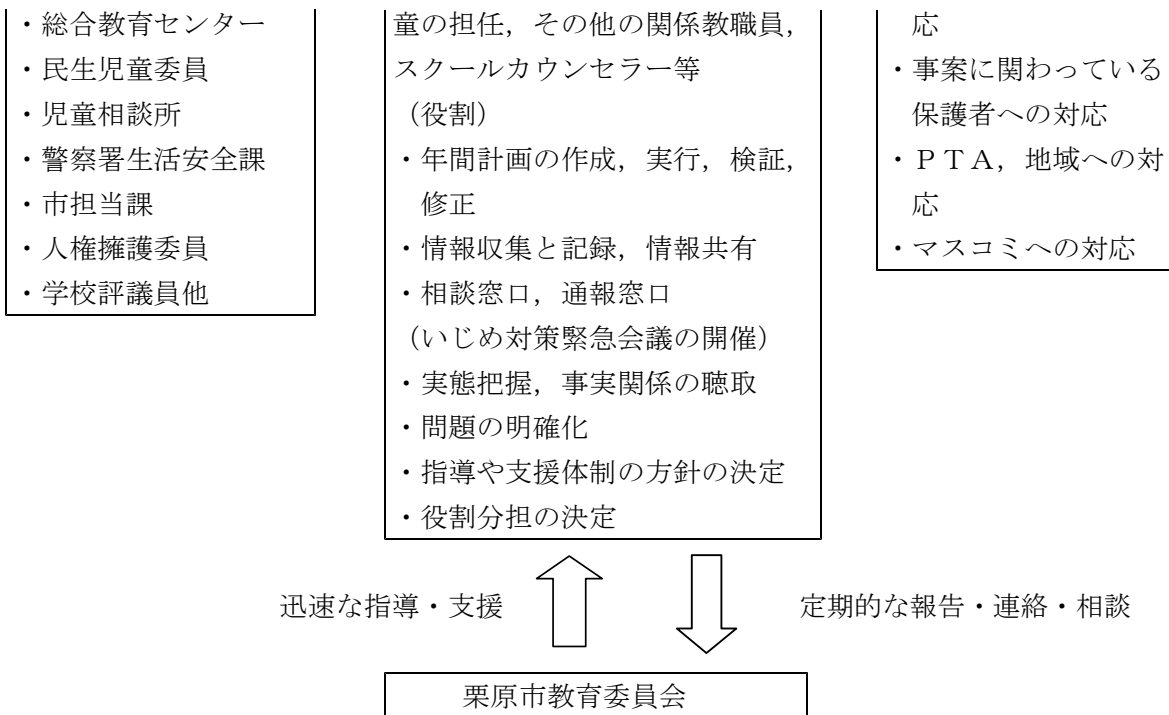 ・総合教育センター
・民生児童委員
・児童相談所
・警察署生活安全課
・市担当課
・人権擁護委員
・学校評議員他
童の担任，その他の関係教職員，
スクールカウンセラー等
（役割）
・年間計画の作成，実行，検証，
修正
・情報収集と記録，情報共有
・相談窓口，通報窓口
（いじめ対策緊急会議の開催）
・実態把握，事実関係の聴取
・問題の明確化
・指導や支援体制の方針の決定
・役割分担の決定
応
・事案に関わっている
保護者への対応
・ＰＴＡ，地域への対
応
・マスコミへの対応
迅速な指導・支援
定期的な報告・連絡・相談
栗原市教育委員会